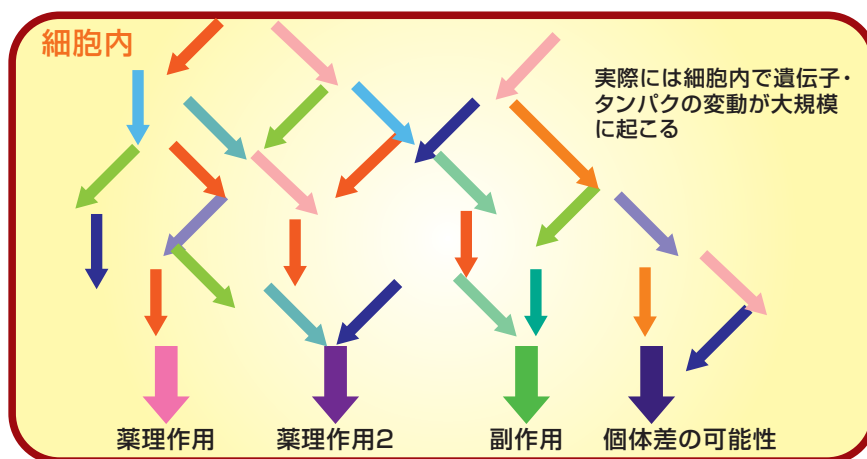 細胞内
実際には細胞内で遺伝子・
タンパクの変動が大規模
に起こる
薬理作用
薬理作用2
副作用
個体差の可能性